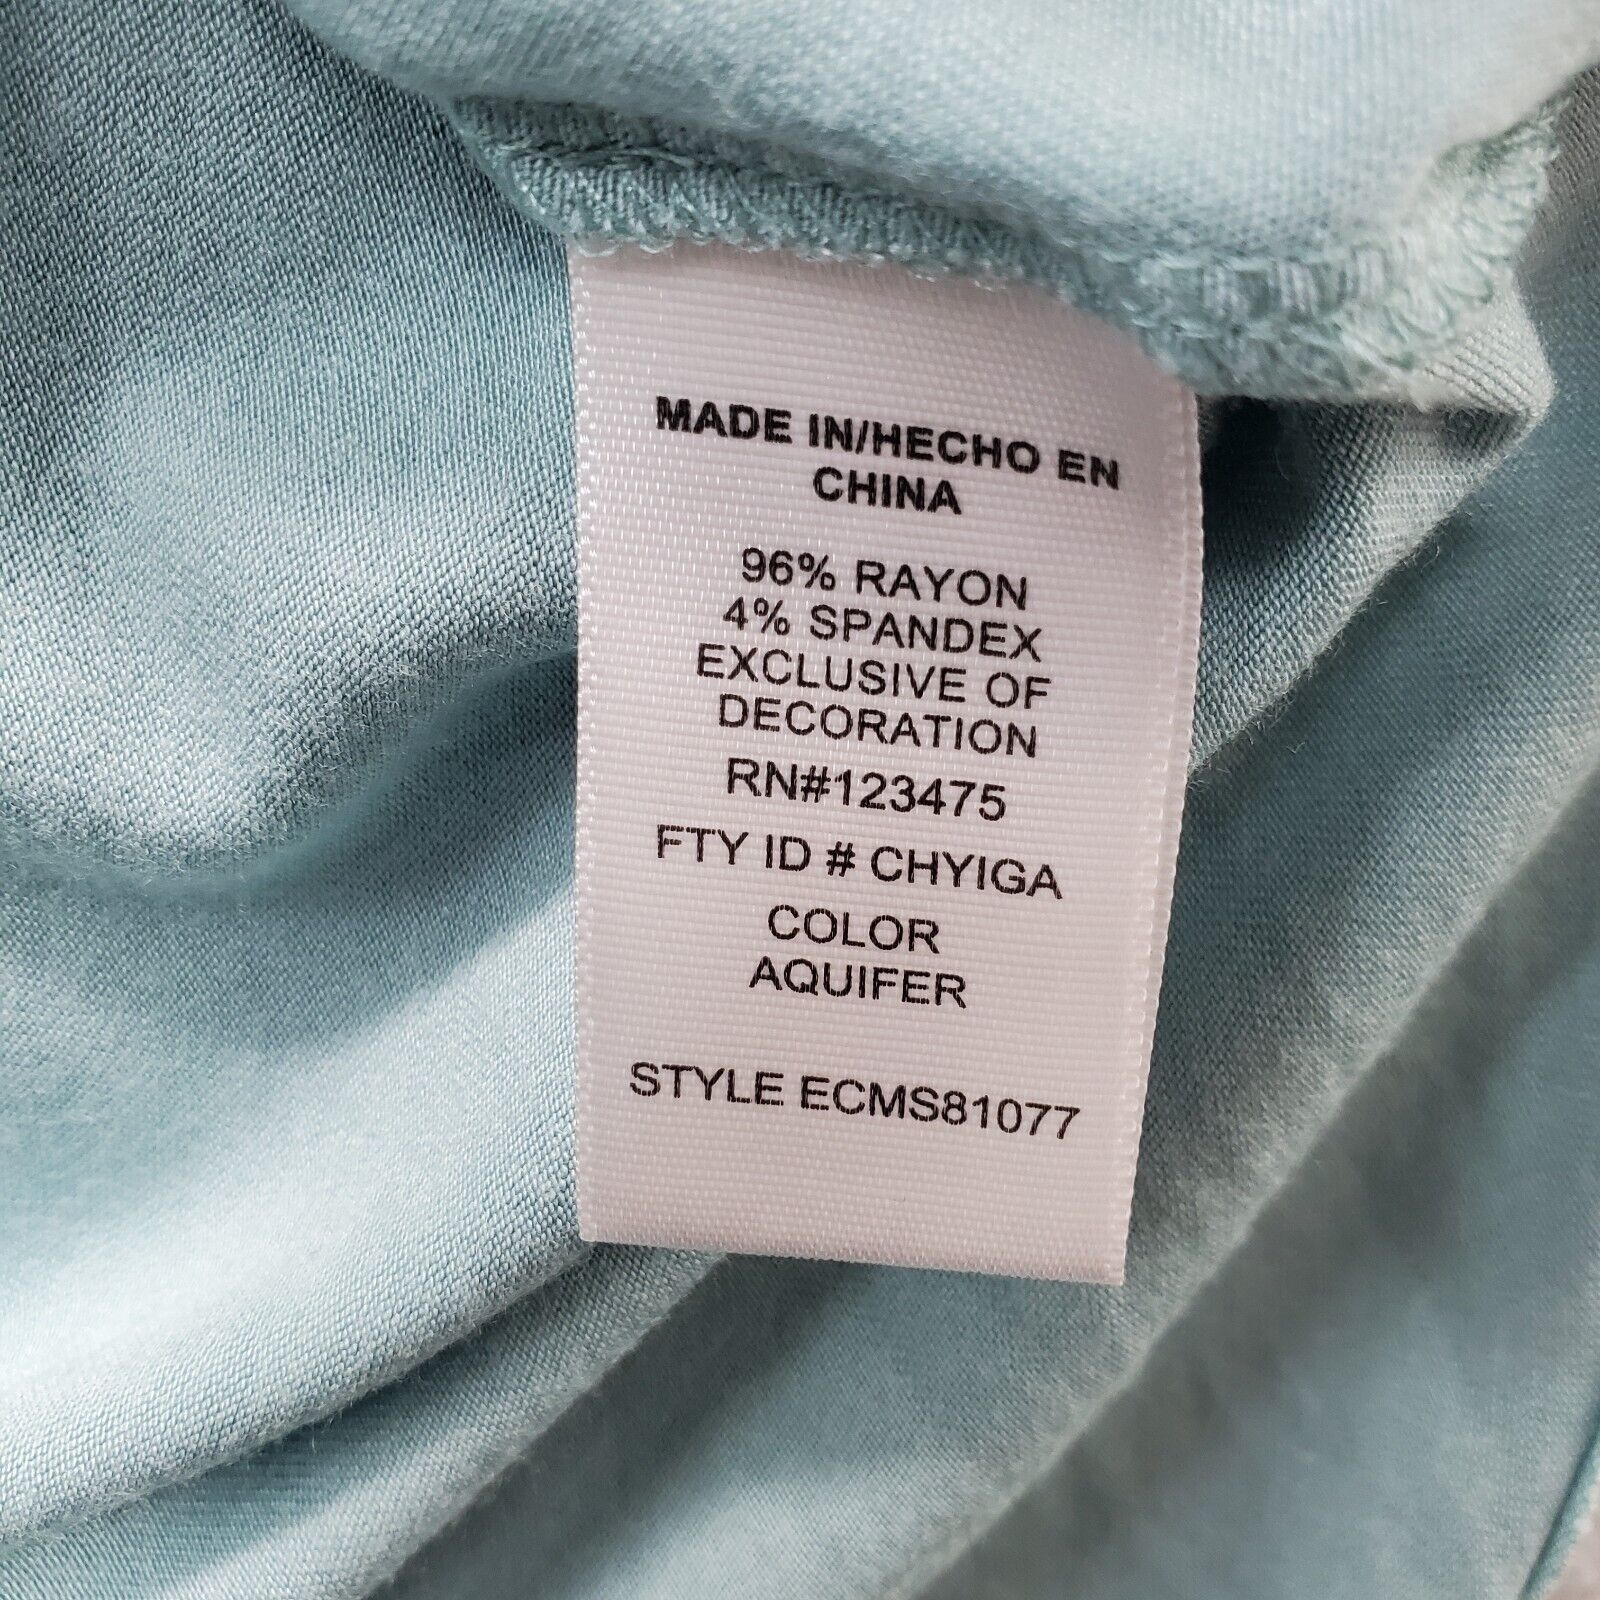 MADE IN/HECHO EN
CHINA
96% RAYON
4% SPANDEX
EXCLUSIVE OF
DECORATION
RN#123475
FTY ID # CHYIGA
COLOR
AQUIFER
STYLE ECMS81077